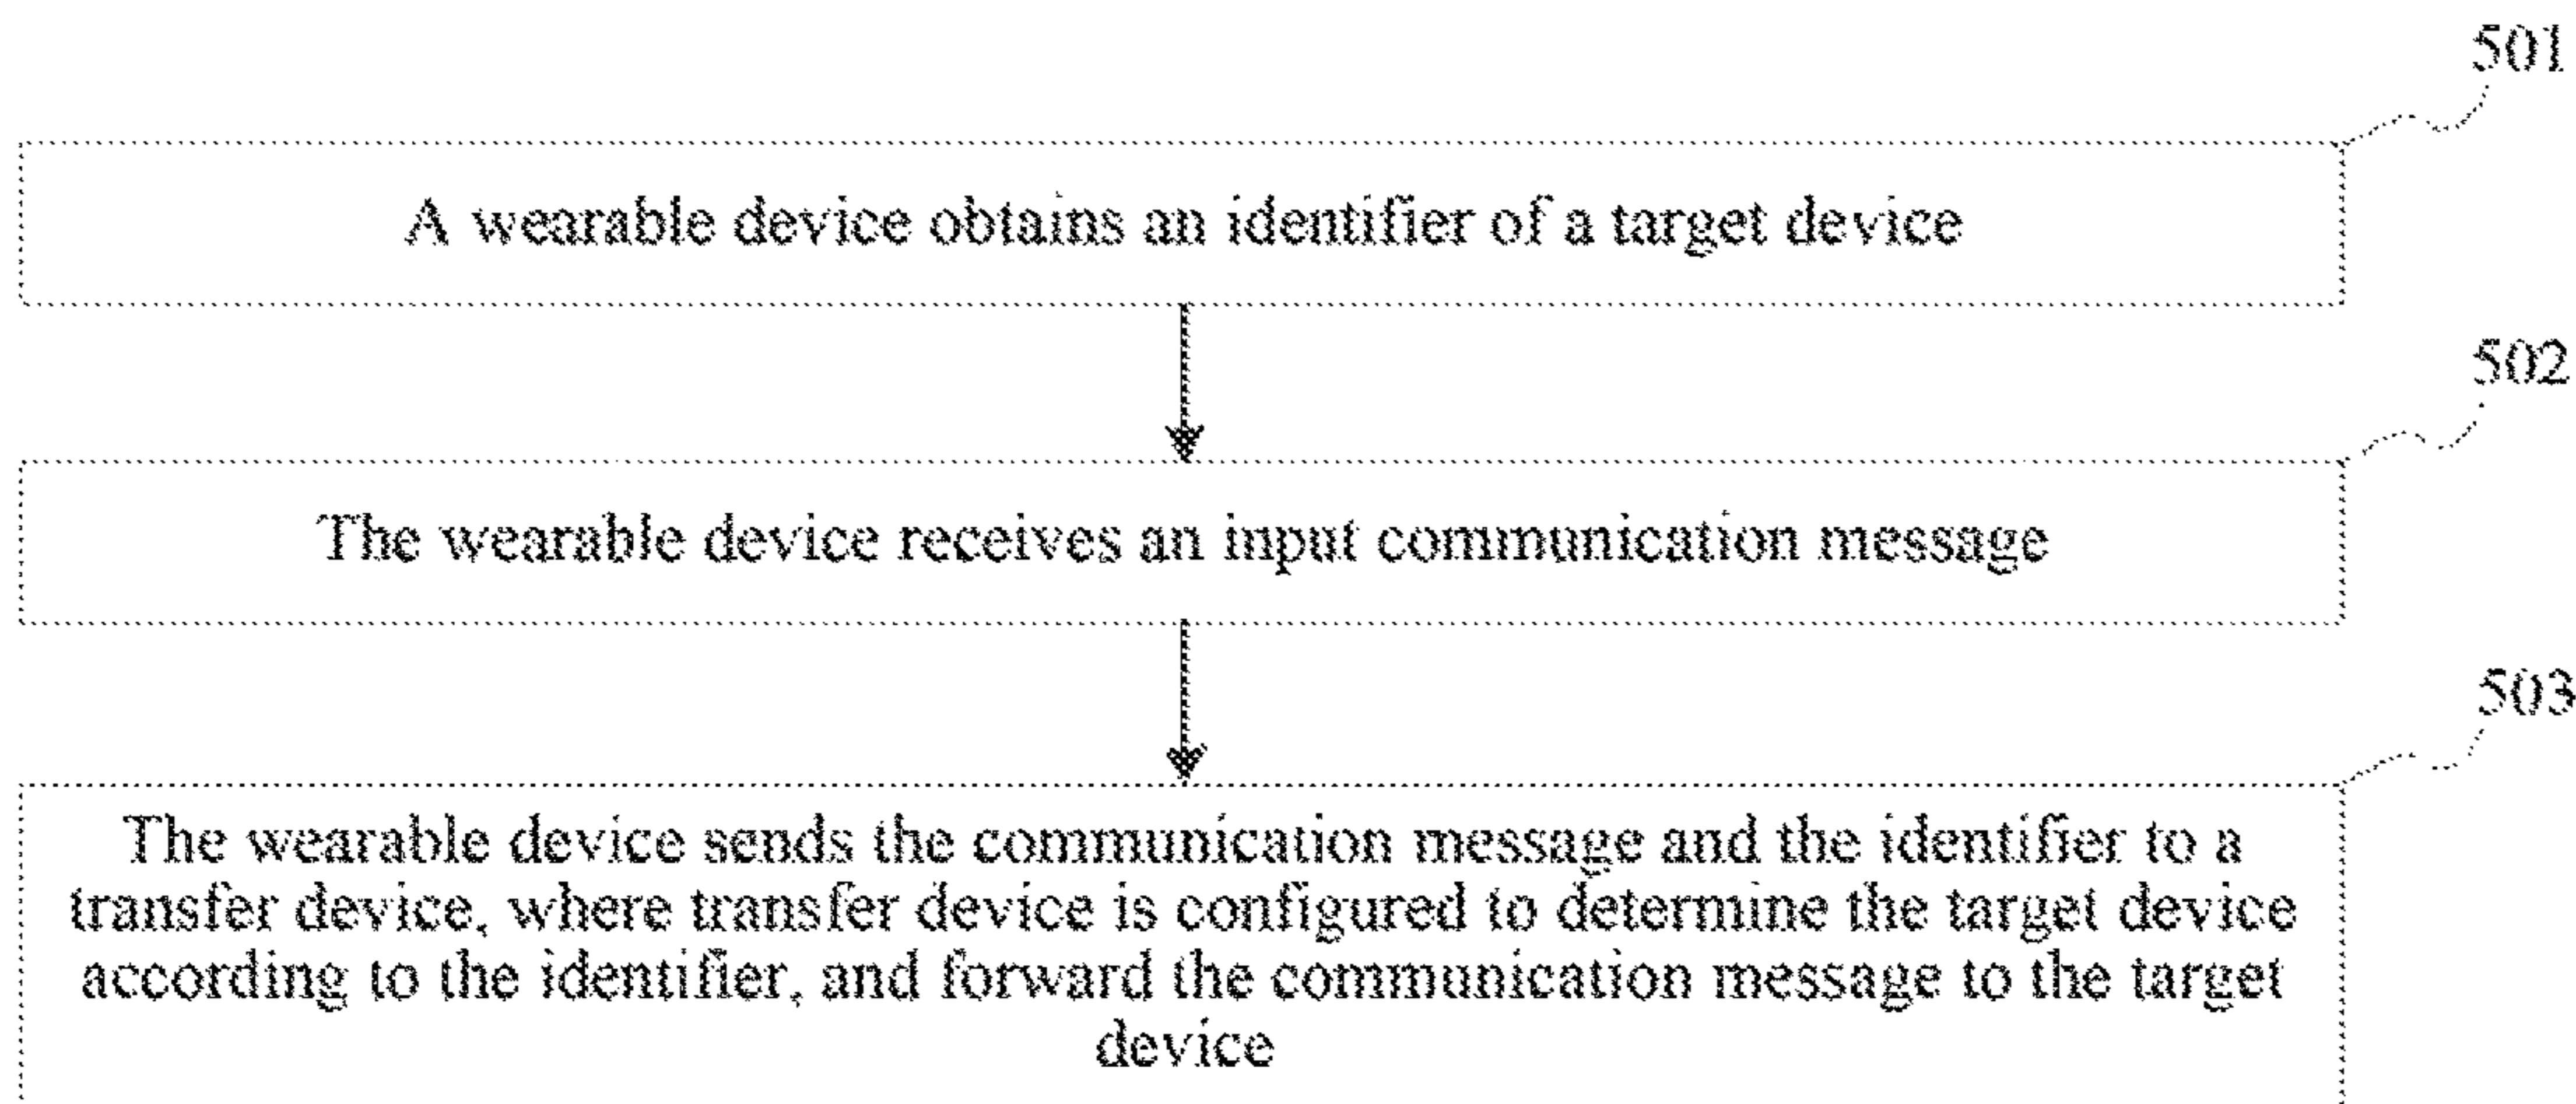 501
A wearable device obtains an identifier of a target device
502
The wearable device receives an input communication message
503
The wearable device sends the communication message and the identifier to a
transfer device, where transfer device is configured to determine the target device
according to the identifier, and forward the communication message to the target
device